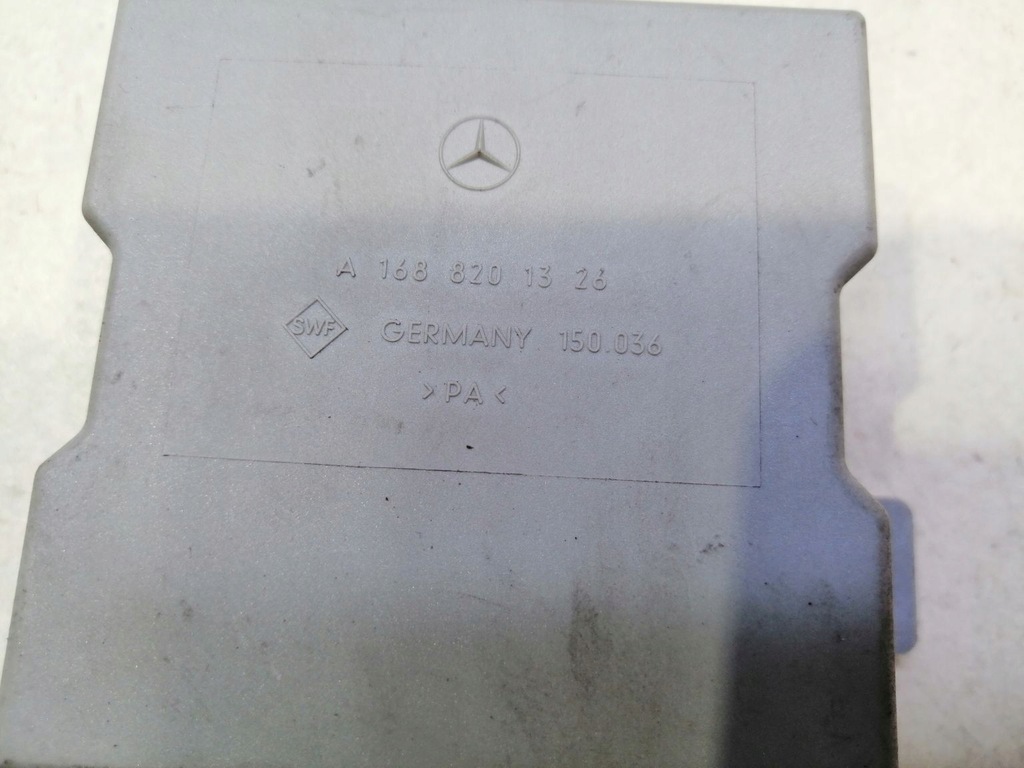 A 168 820 13 26
SWF GERMANY 150.036
>PA<